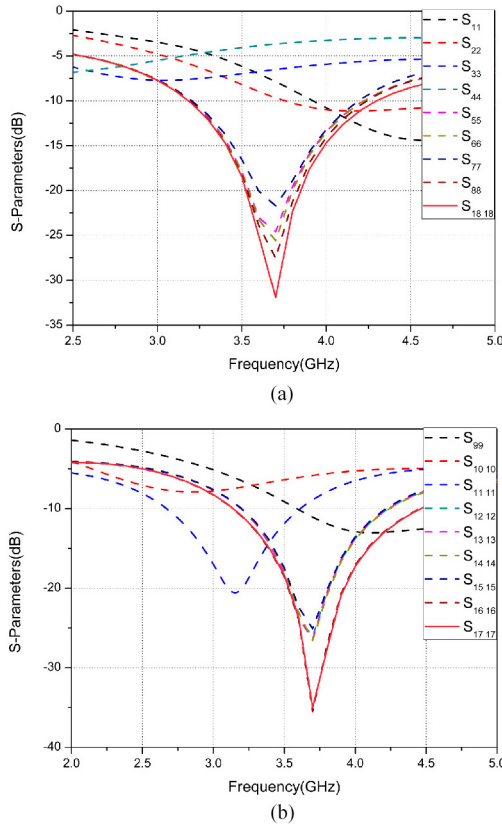 (a)
S-Parameters(dB)
0
-5
-10
-15
-20
-25
-30
-35
2.5 3.0 3.5 4.0 4.5 5.0
Frequency(GHz)
S11
S22
S33
S44
S55
S66
S77
S88
S18 18
(a)
S-Parameters(dB)
0
-10
-20
-30
-40
2.0 2.5 3.0 3.5 4.0 4.5 5.0
Frequency(GHz)
S99
S10 10
S11 11
S12 12
S13 13
S14 14
S15 15
S16 16
S17 17
(b)